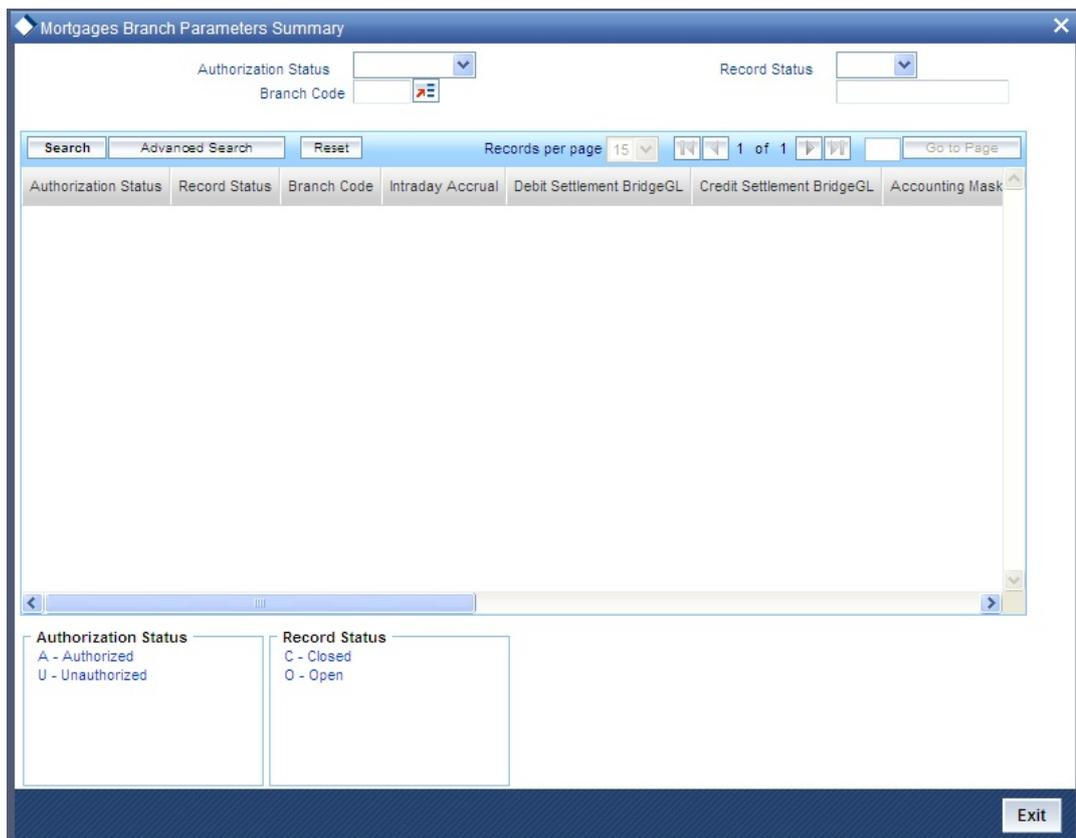 Mortgages Branch Parameters Summary
Authorization Status
Record Status
Branch Code
Search Advanced Search Reset Records per page 15 1 of 1 Go to Page
Authorization Status Record Status Branch Code Intraday Accrual Debit Settlement BridgeGL Credit Settlement BridgeGL Accounting Mask
Authorization Status Record Status
A - Authorized C - Closed
U - Unauthorized O - Open
Exit